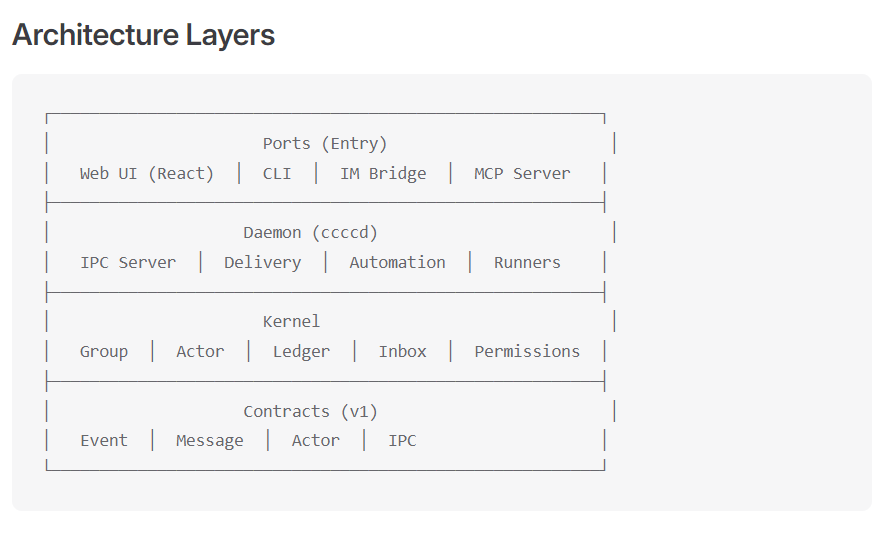 Architecture Layers
Ports (Entry)
Web UI (React) │ CLI │ IM Bridge │ MCP Server
Daemon (ccccd)
IPC Server │ Delivery │ Automation │ Runners
Kernel
Group │ Actor │ Ledger │ Inbox │ Permissions
Contracts (v1)
Event │ Message │ Actor │ IPC